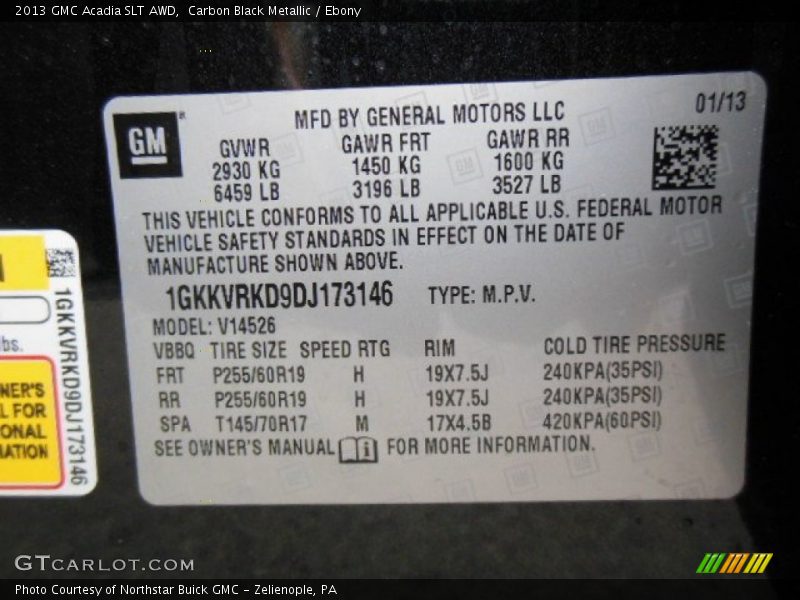 2013 GMC Acadia SLT AWD,  Carbon Black Metallic / Ebony
GM
MFD BY GENERAL MOTORS LLC
01/13
GVWR GAWR FRT GAWR RR
2930 KG 1450 KG 1600 KG
6459 LB 3196 LB 3527 LB
THIS VEHICLE CONFORMS TO ALL APPLICABLE U.S. FEDERAL MOTOR
VEHICLE SAFETY STANDARDS IN EFFECT ON THE DATE OF
MANUFACTURE SHOWN ABOVE.
1GKKVRKD9DJ173146 TYPE: M.P.V.
MODEL: V14526
VBBQ TIRE SIZE SPEED RTG RIM COLD TIRE PRESSURE
FRT P255/60R19 H 19X7.5J 240KPA(35PSI)
RR P255/60R19 H 19X7.5J 240KPA(35PSI)
SPA T145/70R17 M 17X4.5B 420KPA(60PSI)
SEE OWNER'S MANUAL FOR MORE INFORMATION.
lbs.
NER'S
L FOR
ONAL
ATION
1GKKVRKD9DJ173146
GTCARLOT.COM
Photo Courtesy of Northstar Buick GMC - Zelienople, PA